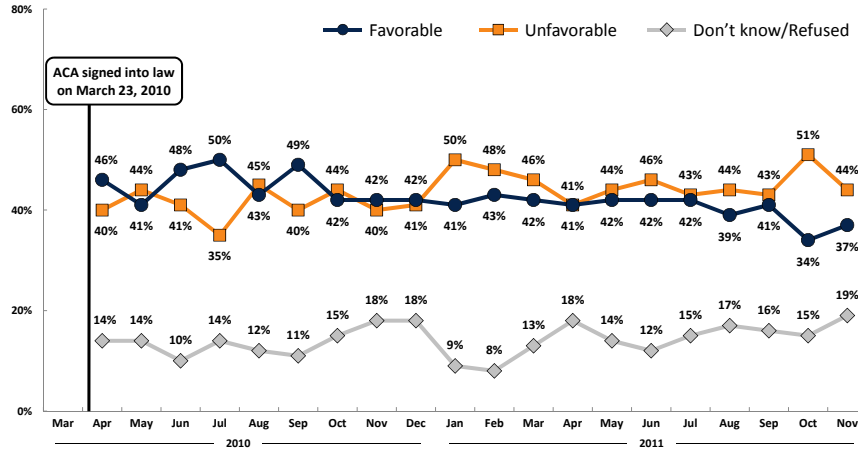 80%
Favorable Unfavorable Don't know/Refused
ACA signed into law
on March 23, 2010
60%
40%
20%
0%
46% 44% 48% 50% 45% 49% 44% 42% 42% 50% 48% 46% 41% 44% 46% 43% 44% 43% 51% 44%
40% 41% 41% 35% 43% 40% 42% 40% 41% 41% 43% 42% 41% 42% 42% 42% 39% 41% 34% 37%
14% 14% 10% 14% 12% 11% 15% 18% 18% 9% 8% 13% 18% 14% 12% 15% 17% 16% 15% 19%
Mar Apr May Jun Jul Aug Sep Oct Nov Dec Jan Feb Mar Apr May Jun Jul Aug Sep Oct Nov
2010 2011